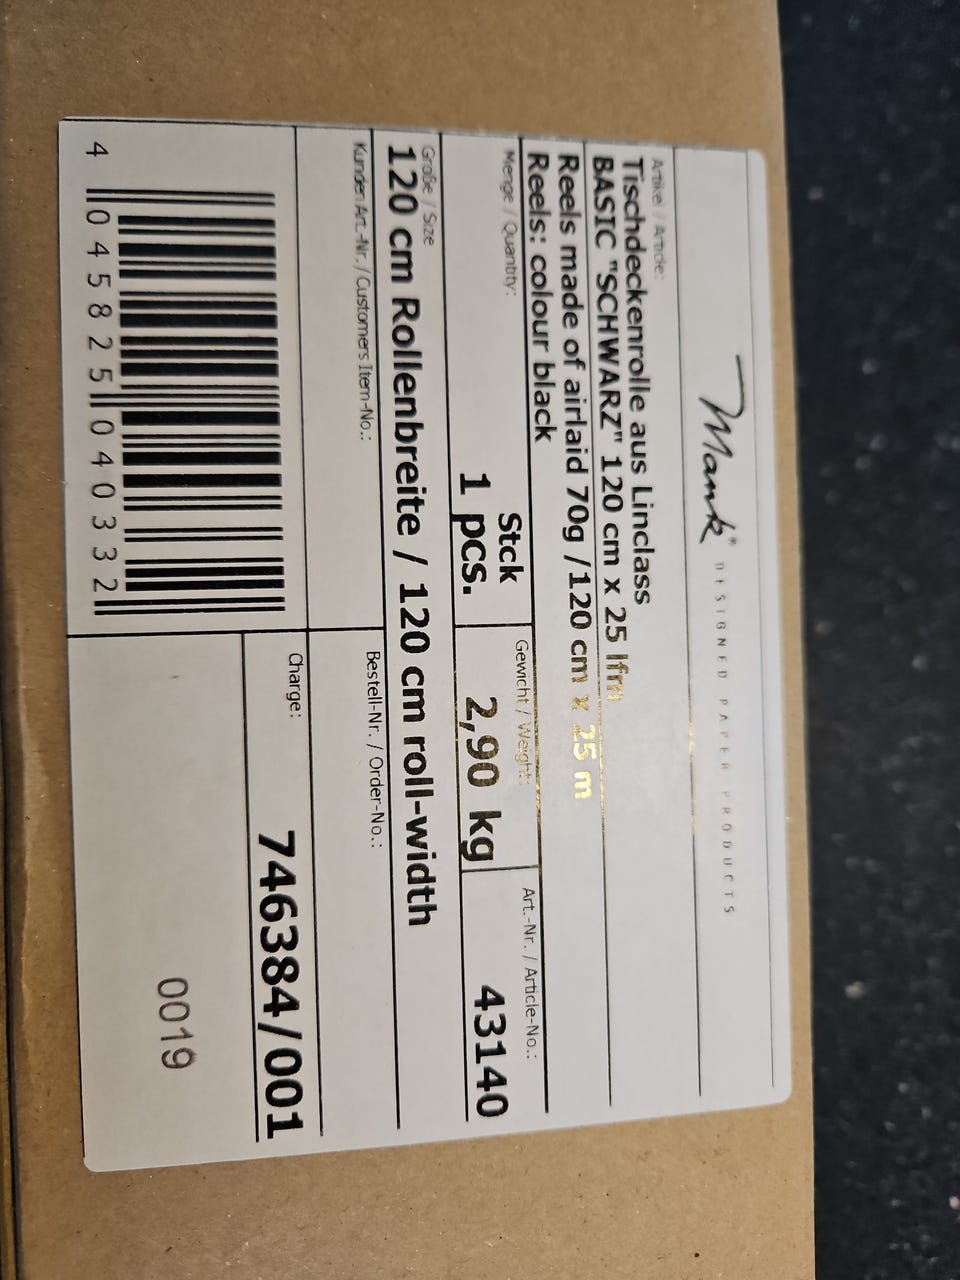 Mank® DESIGNED PAPER PRODUCTS
Artikel / Article:
Tischdeckenrolle aus Linclass
BASIC "SCHWARZ" 120 cm x 25 lfm
Reels made of airlaid 70g /120 cm x 25 m
Reels: colour black
Menge / Quantity:
Stck
1 pcs.
Gewicht / Weight:
2,90 kg
Art.-Nr. / Article-No.:
43140
Größe / Size
120 cm Rollenbreite / 120 cm roll-width
Kunden Art.-Nr. / Customers Item-No.:
Bestell-Nr. / Order-No.:
Charge:
746384/001
4 045825 040332
0019